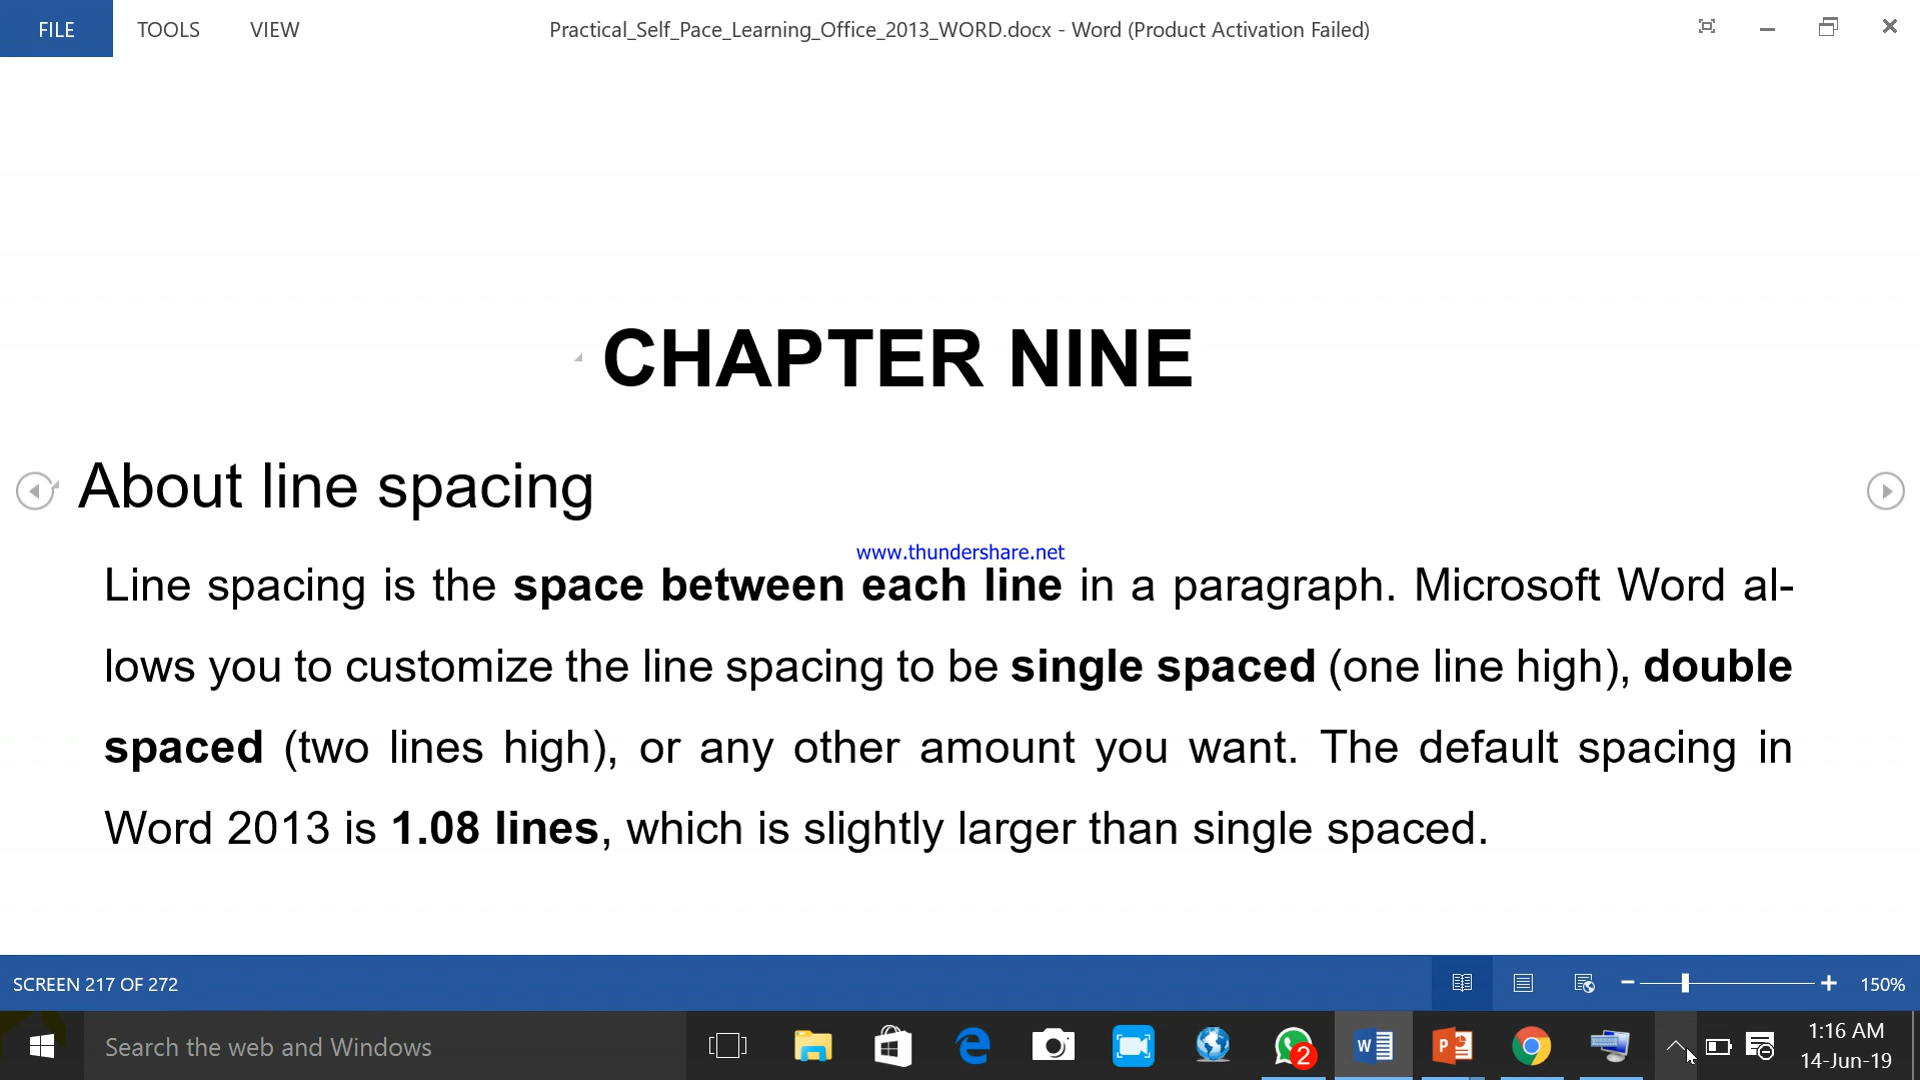 FILE TOOLS VIEW Practical_Self_Pace_Learning_Office_2013_WORD.docx - Word (Product Activation Failed)
CHAPTER NINE
About line spacing
www.thundershare.net
Line spacing is the space between each line in a paragraph. Microsoft Word al-
lows you to customize the line spacing to be single spaced (one line high), double
spaced (two lines high), or any other amount you want. The default spacing in
Word 2013 is 1.08 lines, which is slightly larger than single spaced.
SCREEN 217 OF 272 150%
Search the web and Windows 2 1:16 AM
14-Jun-19